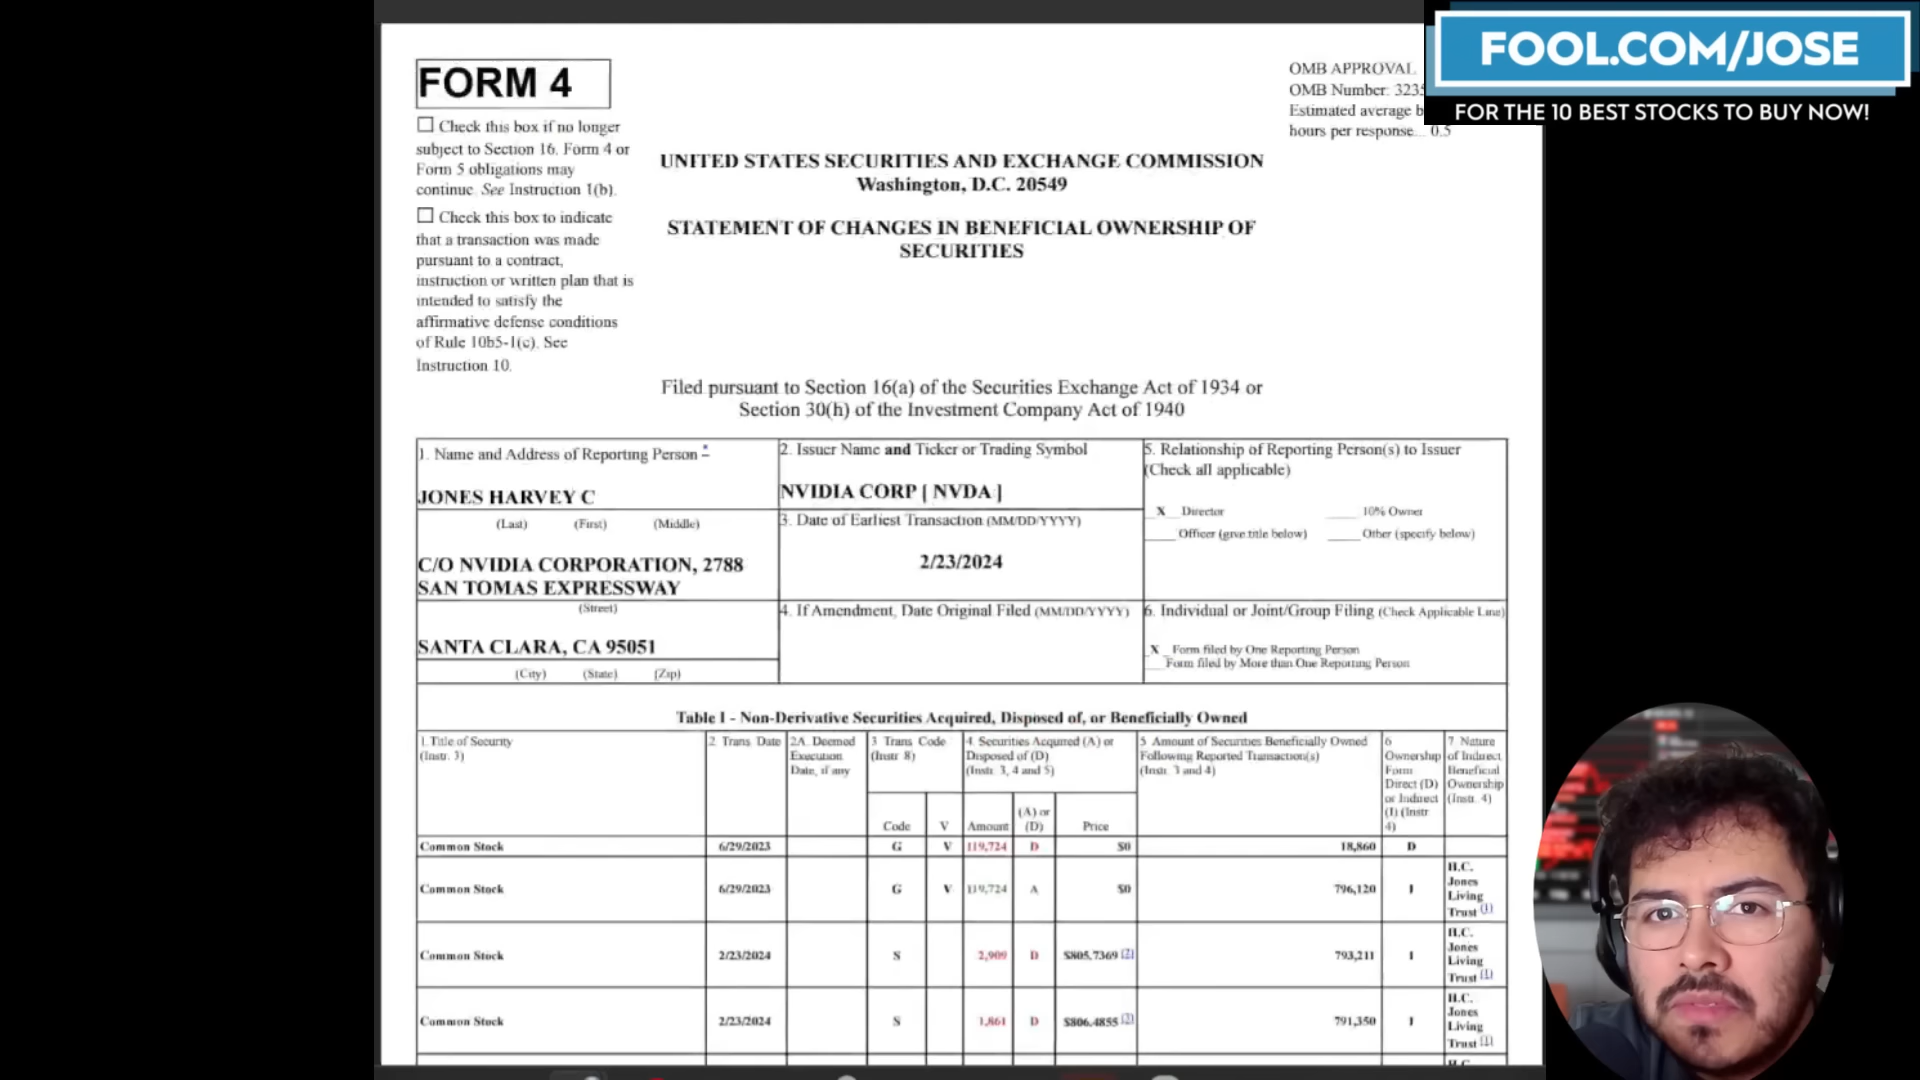 FOOL.COM/JOSE
FOR THE 10 BEST STOCKS TO BUY NOW!
FORM 4
OMB APPROVAL
OMB Number: 3235
Estimated average b
hours per response... 0.5
☐ Check this box if no longer
subject to Section 16. Form 4 or
Form 5 obligations may
continue. See Instruction 1(b).
☐ Check this box to indicate
that a transaction was made
pursuant to a contract,
instruction or written plan that is
intended to satisfy the
affirmative defense conditions
of Rule 10b5-1(c). See
Instruction 10.
UNITED STATES SECURITIES AND EXCHANGE COMMISSION
Washington, D.C. 20549
STATEMENT OF CHANGES IN BENEFICIAL OWNERSHIP OF
SECURITIES
Filed pursuant to Section 16(a) of the Securities Exchange Act of 1934 or
Section 30(h) of the Investment Company Act of 1940
1. Name and Address of Reporting Person *
JONES HARVEY C
(Last) (First) (Middle)
C/O NVIDIA CORPORATION, 2788
SAN TOMAS EXPRESSWAY
(Street)
SANTA CLARA, CA 95051
(City) (State) (Zip)
2. Issuer Name and Ticker or Trading Symbol
NVIDIA CORP [ NVDA ]
3. Date of Earliest Transaction (MM/DD/YYYY)
2/23/2024
4. If Amendment, Date Original Filed (MM/DD/YYYY)
5. Relationship of Reporting Person(s) to Issuer
(Check all applicable)
__X__ Director _____ 10% Owner
_____ Officer (give title below) _____ Other (specify below)
6. Individual or Joint/Group Filing (Check Applicable Line)
_X_ Form filed by One Reporting Person
___ Form filed by More than One Reporting Person
Table I - Non-Derivative Securities Acquired, Disposed of, or Beneficially Owned
1.Title of Security
(Instr. 3)
2. Trans. Date
2A. Deemed
Execution
Date, if any
3. Trans. Code
(Instr. 8)
4. Securities Acquired (A) or
Disposed of (D)
(Instr. 3, 4 and 5)
5. Amount of Securities Beneficially Owned
Following Reported Transaction(s)
(Instr. 3 and 4)
6.
Ownership
Form:
Direct (D)
or Indirect
(I) (Instr.
4)
7. Nature
of Indirect
Beneficial
Ownership
(Instr. 4)
Code V Amount (A) or (D) Price
Common Stock 6/29/2023 G V 119,724 D $0 18,860 D
Common Stock 6/29/2023 G V 119,724 A $0 796,120 I H.C. Jones Living Trust (1)
Common Stock 2/23/2024 S 2,909 D $805.7369 (2) 793,211 I H.C. Jones Living Trust (1)
Common Stock 2/23/2024 S 1,861 D $806.4855 (3) 791,350 I H.C. Jones Living Trust (1)